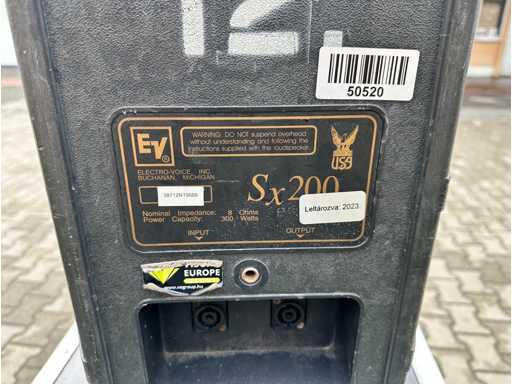 12.
50520
EV
®
WARNING: DO NOT suspend overhead
without understanding and following the
instructions supplied with the loudspeaker.
USS
ELECTRO-VOICE, INC.
BUCHANAN, MICHIGAN
Sx200
Leltározva: 2023.
Nominal Impedance: 8 Ohms
Power Capacity: 300 Watts
INPUT
OUTPUT
EUROPE